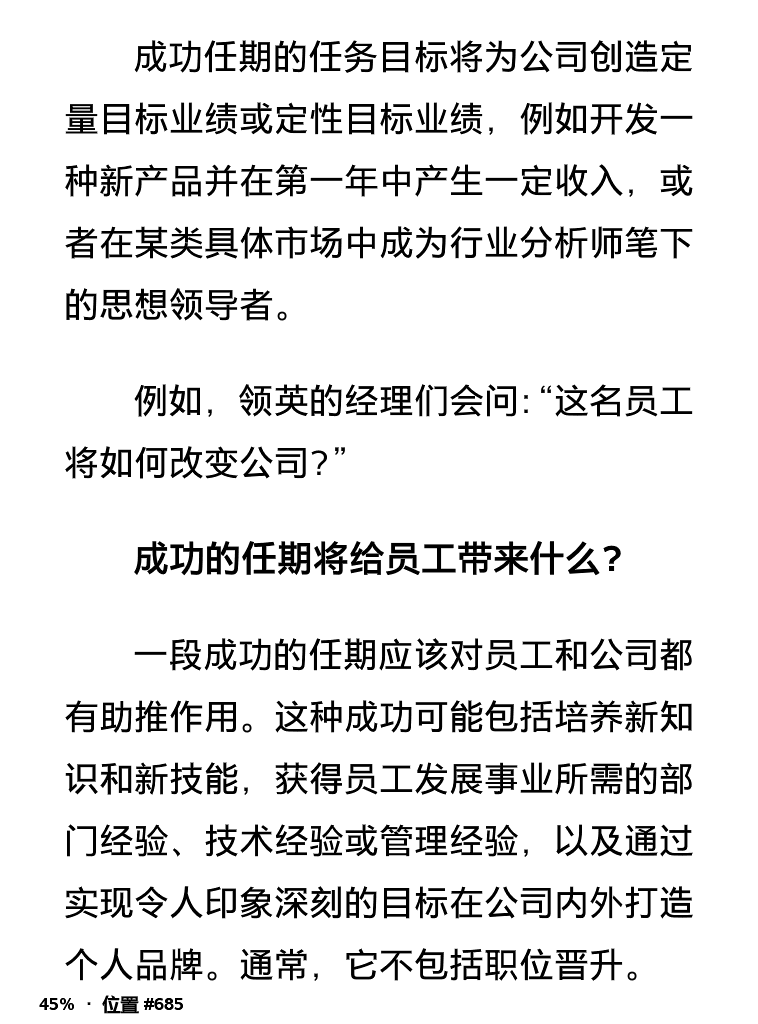 成功任期的任务目标将为公司创造定
量目标业绩或定性目标业绩，例如开发一
种新产品并在第一年中产生一定收入，或
者在某类具体市场中成为行业分析师笔下
的思想领导者。
例如，领英的经理们会问：“这名员工
将如何改变公司？”
成功的任期将给员工带来什么？
一段成功的任期应该对员工和公司都
有助推作用。这种成功可能包括培养新知
识和新技能，获得员工发展事业所需的部
门经验、技术经验或管理经验，以及通过
实现令人印象深刻的目标在公司内外打造
个人品牌。通常，它不包括职位晋升。
45% · 位置 #685